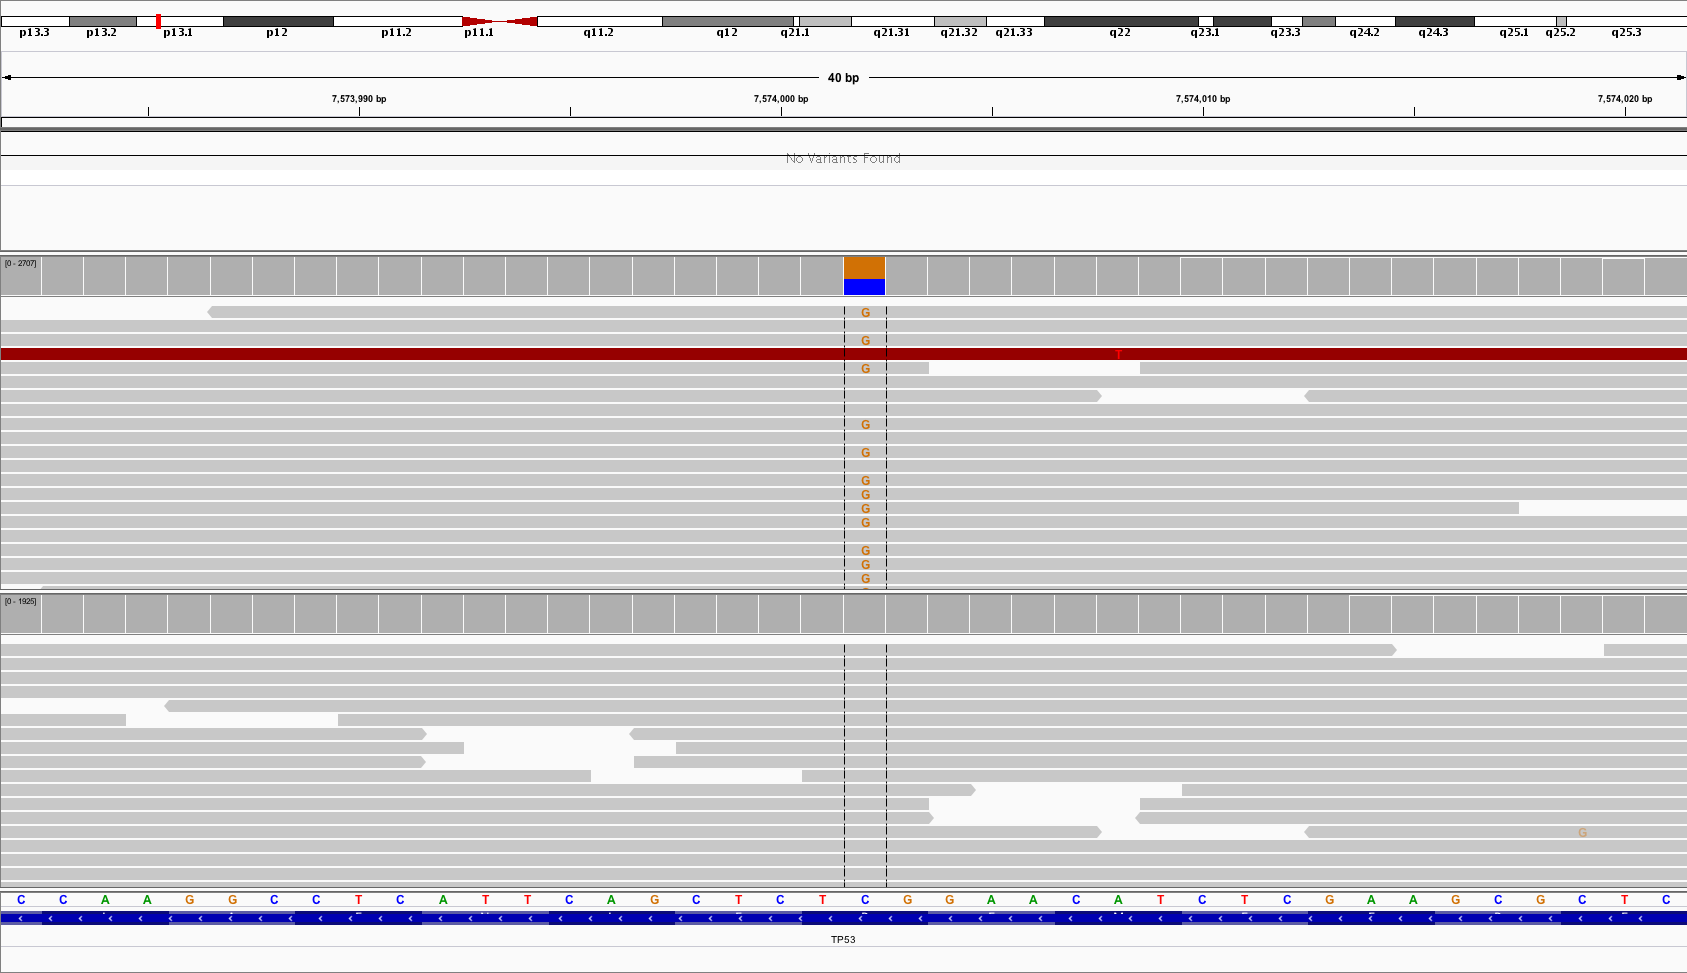 p13.3 p13.2 p13.1 p12 p11.2 p11.1 q11.2 q12 q21.1 q21.31 q21.32 q21.33 q22 q23.1 q23.3 q24.2 q24.3 q25.1 q25.2 q25.3
40 bp
7,573,990 bp 7,574,000 bp 7,574,010 bp 7,574,020 bp
No Variants Found
[0 - 2707]
G
G
T
G
G
G
G
G
G
G
G
G
G
[0 - 1925]
G
C C A A G G C C T C A T T C A G C T C T C G G A A C A T C T C G A A G C G C T C
TP53